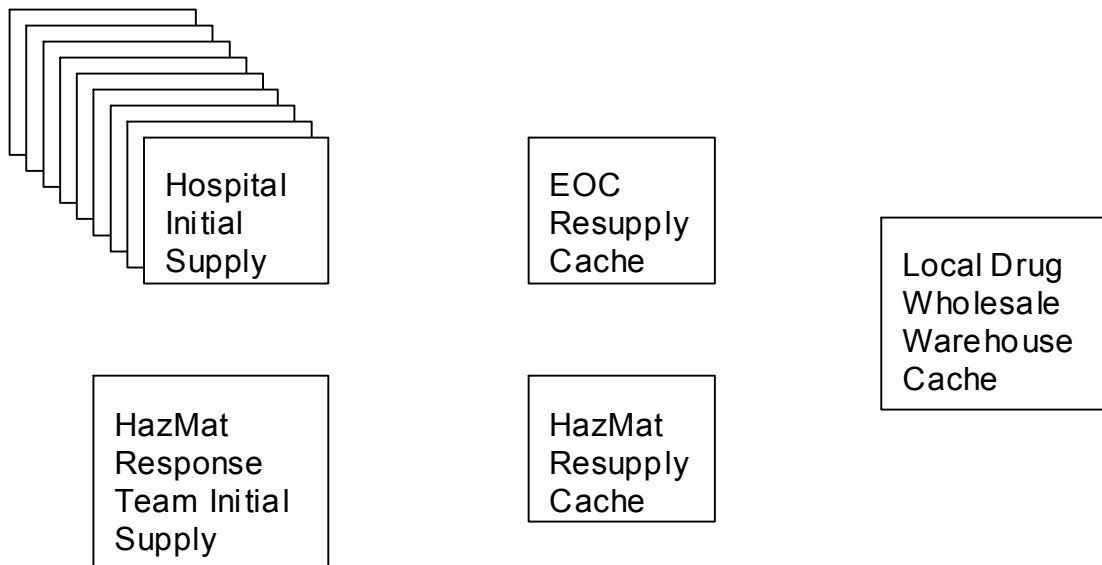 Hospital
Initial
Supply
EOC
Resupply
Cache
Local Drug
Wholesale
Warehouse
Cache
HazMat
Response
Team Initial
Supply
HazMat
Resupply
Cache